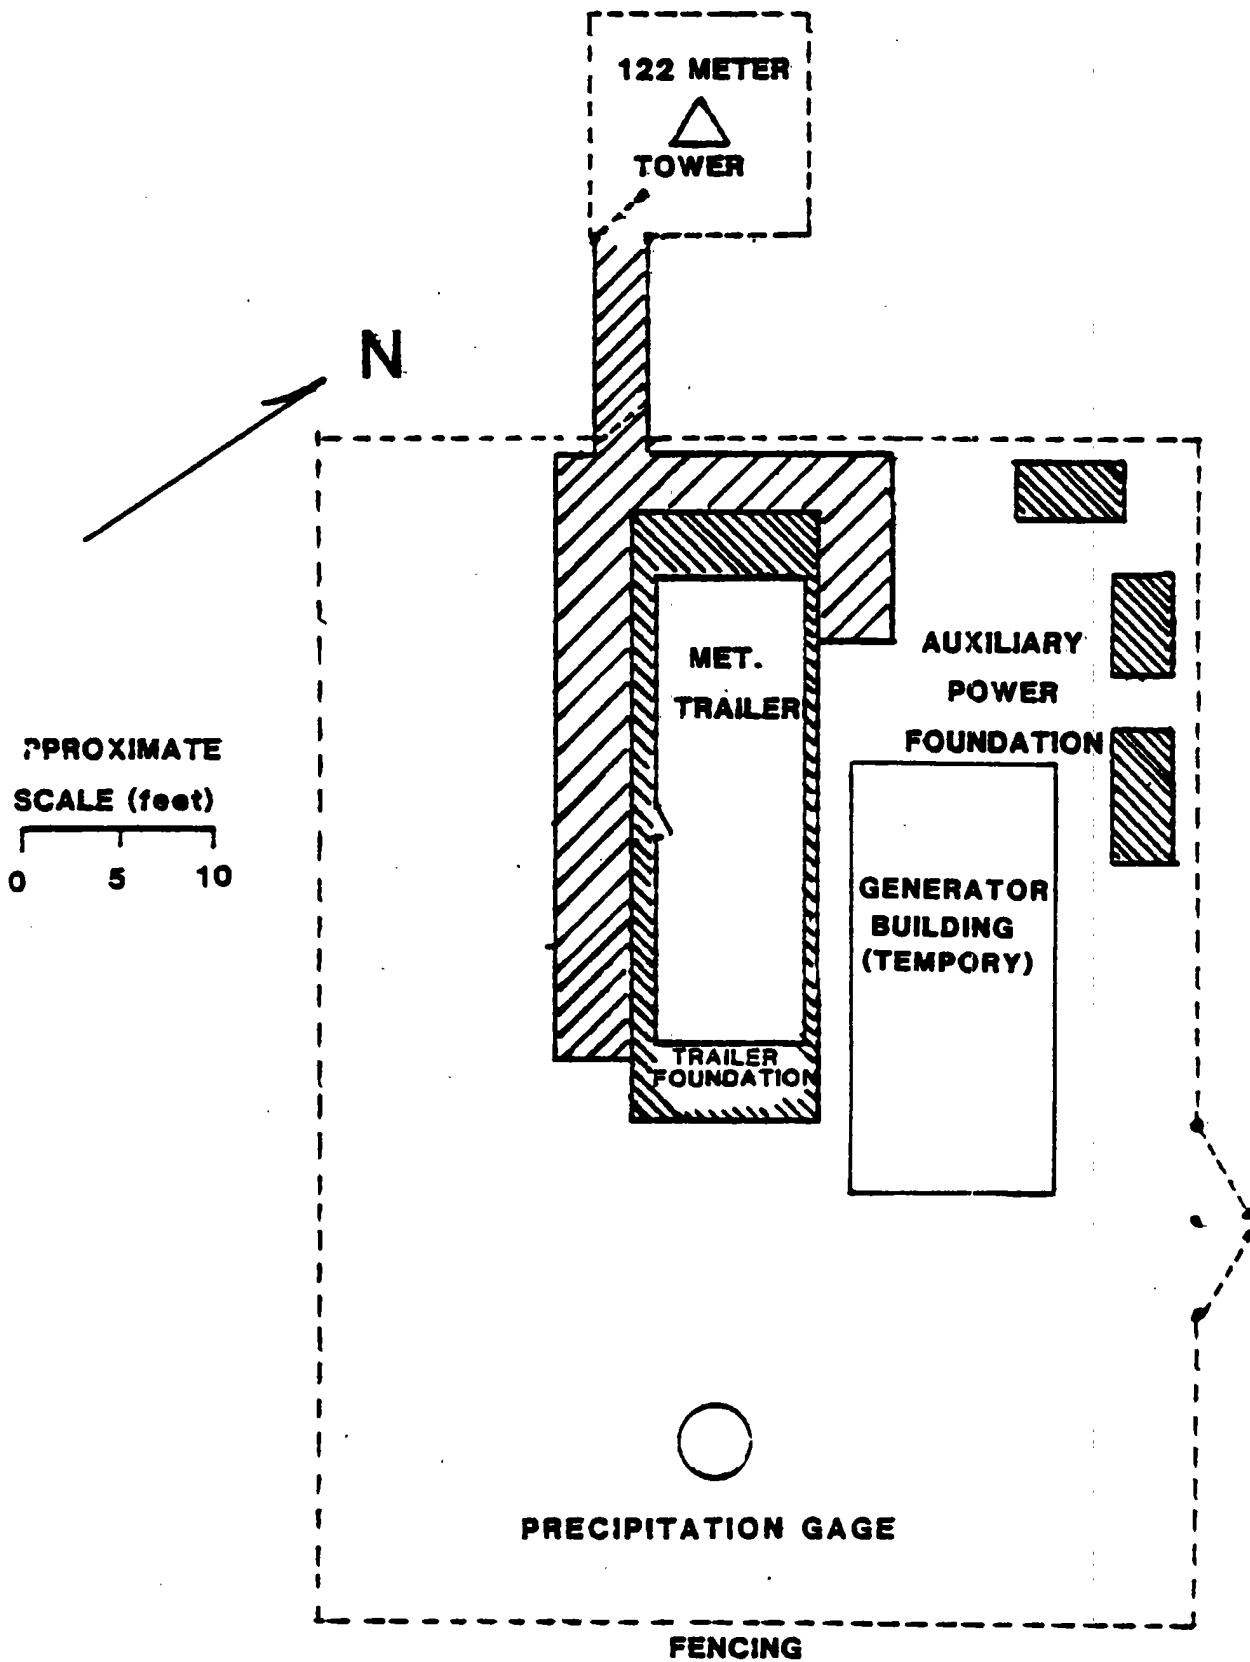 122 METER
TOWER
N
PPROXIMATE
SCALE (feet)
0 5 10
MET.
TRAILER
AUXILIARY
POWER
FOUNDATION
GENERATOR
BUILDING
(TEMPORY)
TRAILER
FOUNDATION
PRECIPITATION GAGE
FENCING